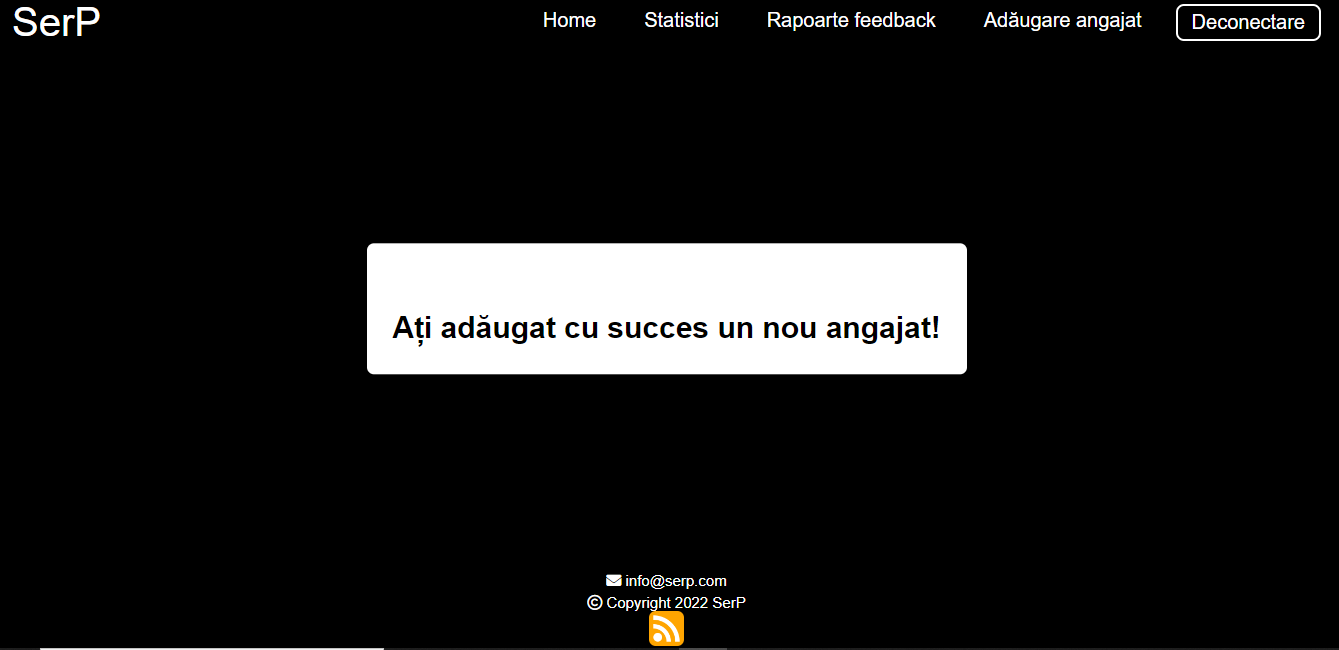 SerP
Home Statistici Rapoarte feedback Adăugare angajat Deconectare
Ați adăugat cu succes un nou angajat!
info@serp.com
© Copyright 2022 SerP